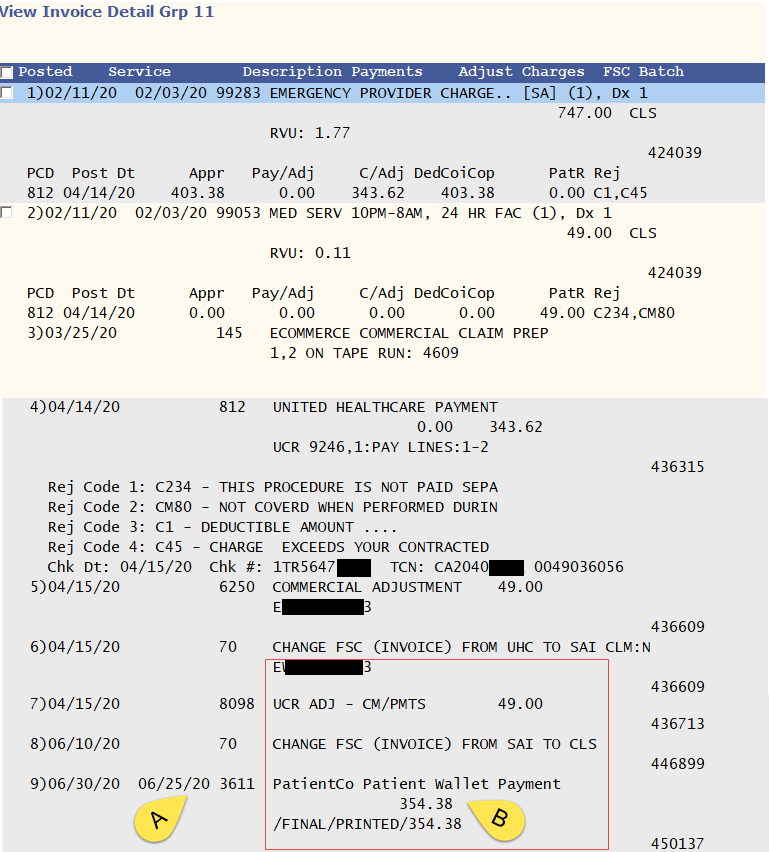 View Invoice Detail Grp 11
Posted Service Description Payments Adjust Charges FSC Batch
1)02/11/20 02/03/20 99283 EMERGENCY PROVIDER CHARGE.. [SA] (1), Dx 1
747.00 CLS
RVU: 1.77
424039
PCD Post Dt Appr Pay/Adj C/Adj DedCoiCop PatR Rej
812 04/14/20 403.38 0.00 343.62 403.38 0.00 C1,C45
2)02/11/20 02/03/20 99053 MED SERV 10PM-8AM, 24 HR FAC (1), Dx 1
49.00 CLS
RVU: 0.11
424039
PCD Post Dt Appr Pay/Adj C/Adj DedCoiCop PatR Rej
812 04/14/20 0.00 0.00 0.00 0.00 49.00 C234,CM80
3)03/25/20 145 ECOMMERCE COMMERCIAL CLAIM PREP
1,2 ON TAPE RUN: 4609
4)04/14/20 812 UNITED HEALTHCARE PAYMENT
0.00 343.62
UCR 9246,1:PAY LINES:1-2
436315
Rej Code 1: C234 - THIS PROCEDURE IS NOT PAID SEPA
Rej Code 2: CM80 - NOT COVERD WHEN PERFORMED DURIN
Rej Code 3: C1 - DEDUCTIBLE AMOUNT ....
Rej Code 4: C45 - CHARGE EXCEEDS YOUR CONTRACTED
Chk Dt: 04/15/20 Chk #: 1TR5647 TCN: CA2040 0049036056
5)04/15/20 6250 COMMERCIAL ADJUSTMENT 49.00
E 3
436609
6)04/15/20 70 CHANGE FSC (INVOICE) FROM UHC TO SAI CLM:N
E 3
436609
7)04/15/20 8098 UCR ADJ - CM/PMTS 49.00
436713
8)06/10/20 70 CHANGE FSC (INVOICE) FROM SAI TO CLS
446899
9)06/30/20 06/25/20 3611 PatientCo Patient Wallet Payment
354.38
A
B
/FINAL/PRINTED/354.38
450137